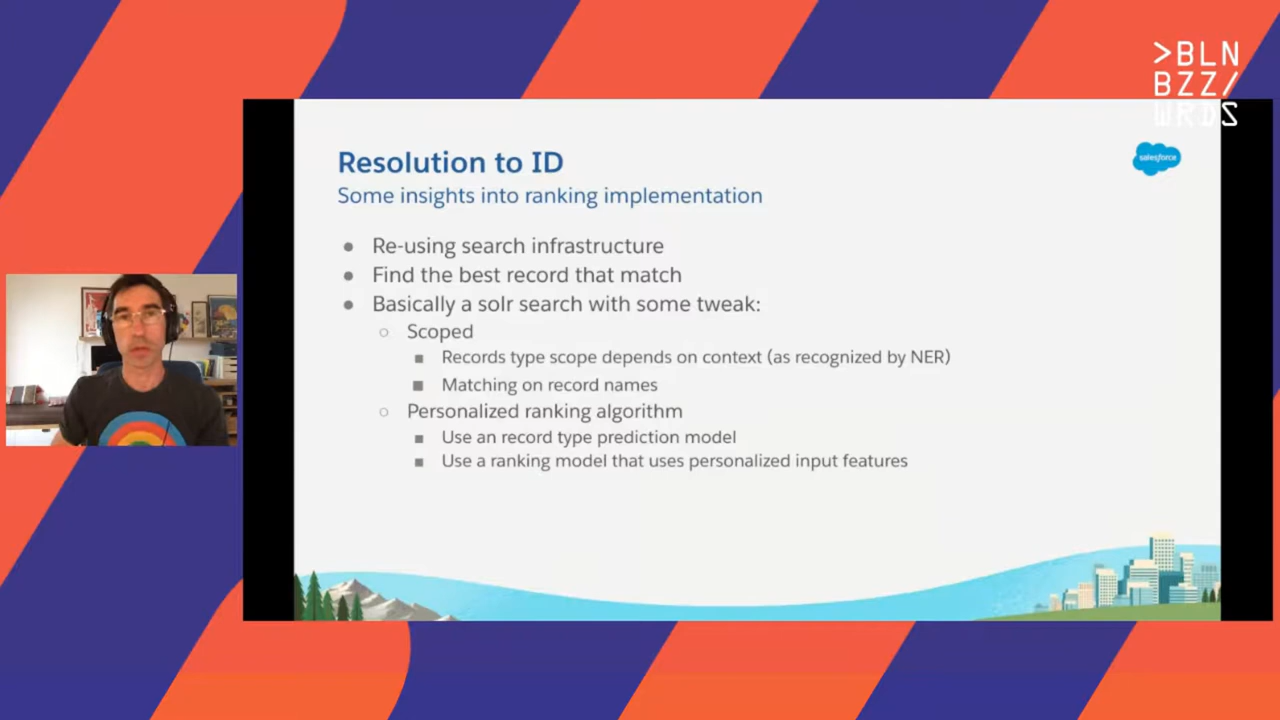 >BLN
BZZ/
WRDS
salesforce
Resolution to ID
Some insights into ranking implementation
● Re-using search infrastructure
● Find the best record that match
● Basically a solr search with some tweak:
○ Scoped
■ Records type scope depends on context (as recognized by NER)
■ Matching on record names
○ Personalized ranking algorithm
■ Use an record type prediction model
■ Use a ranking model that uses personalized input features